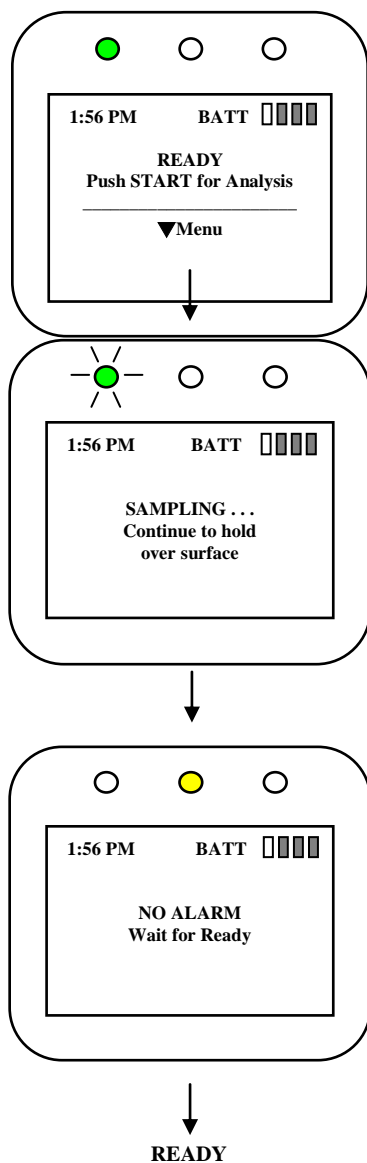 1:56 PM BATT
READY
Push START for Analysis
▼Menu
1:56 PM BATT
SAMPLING . . .
Continue to hold
over surface
1:56 PM BATT
NO ALARM
Wait for Ready
READY